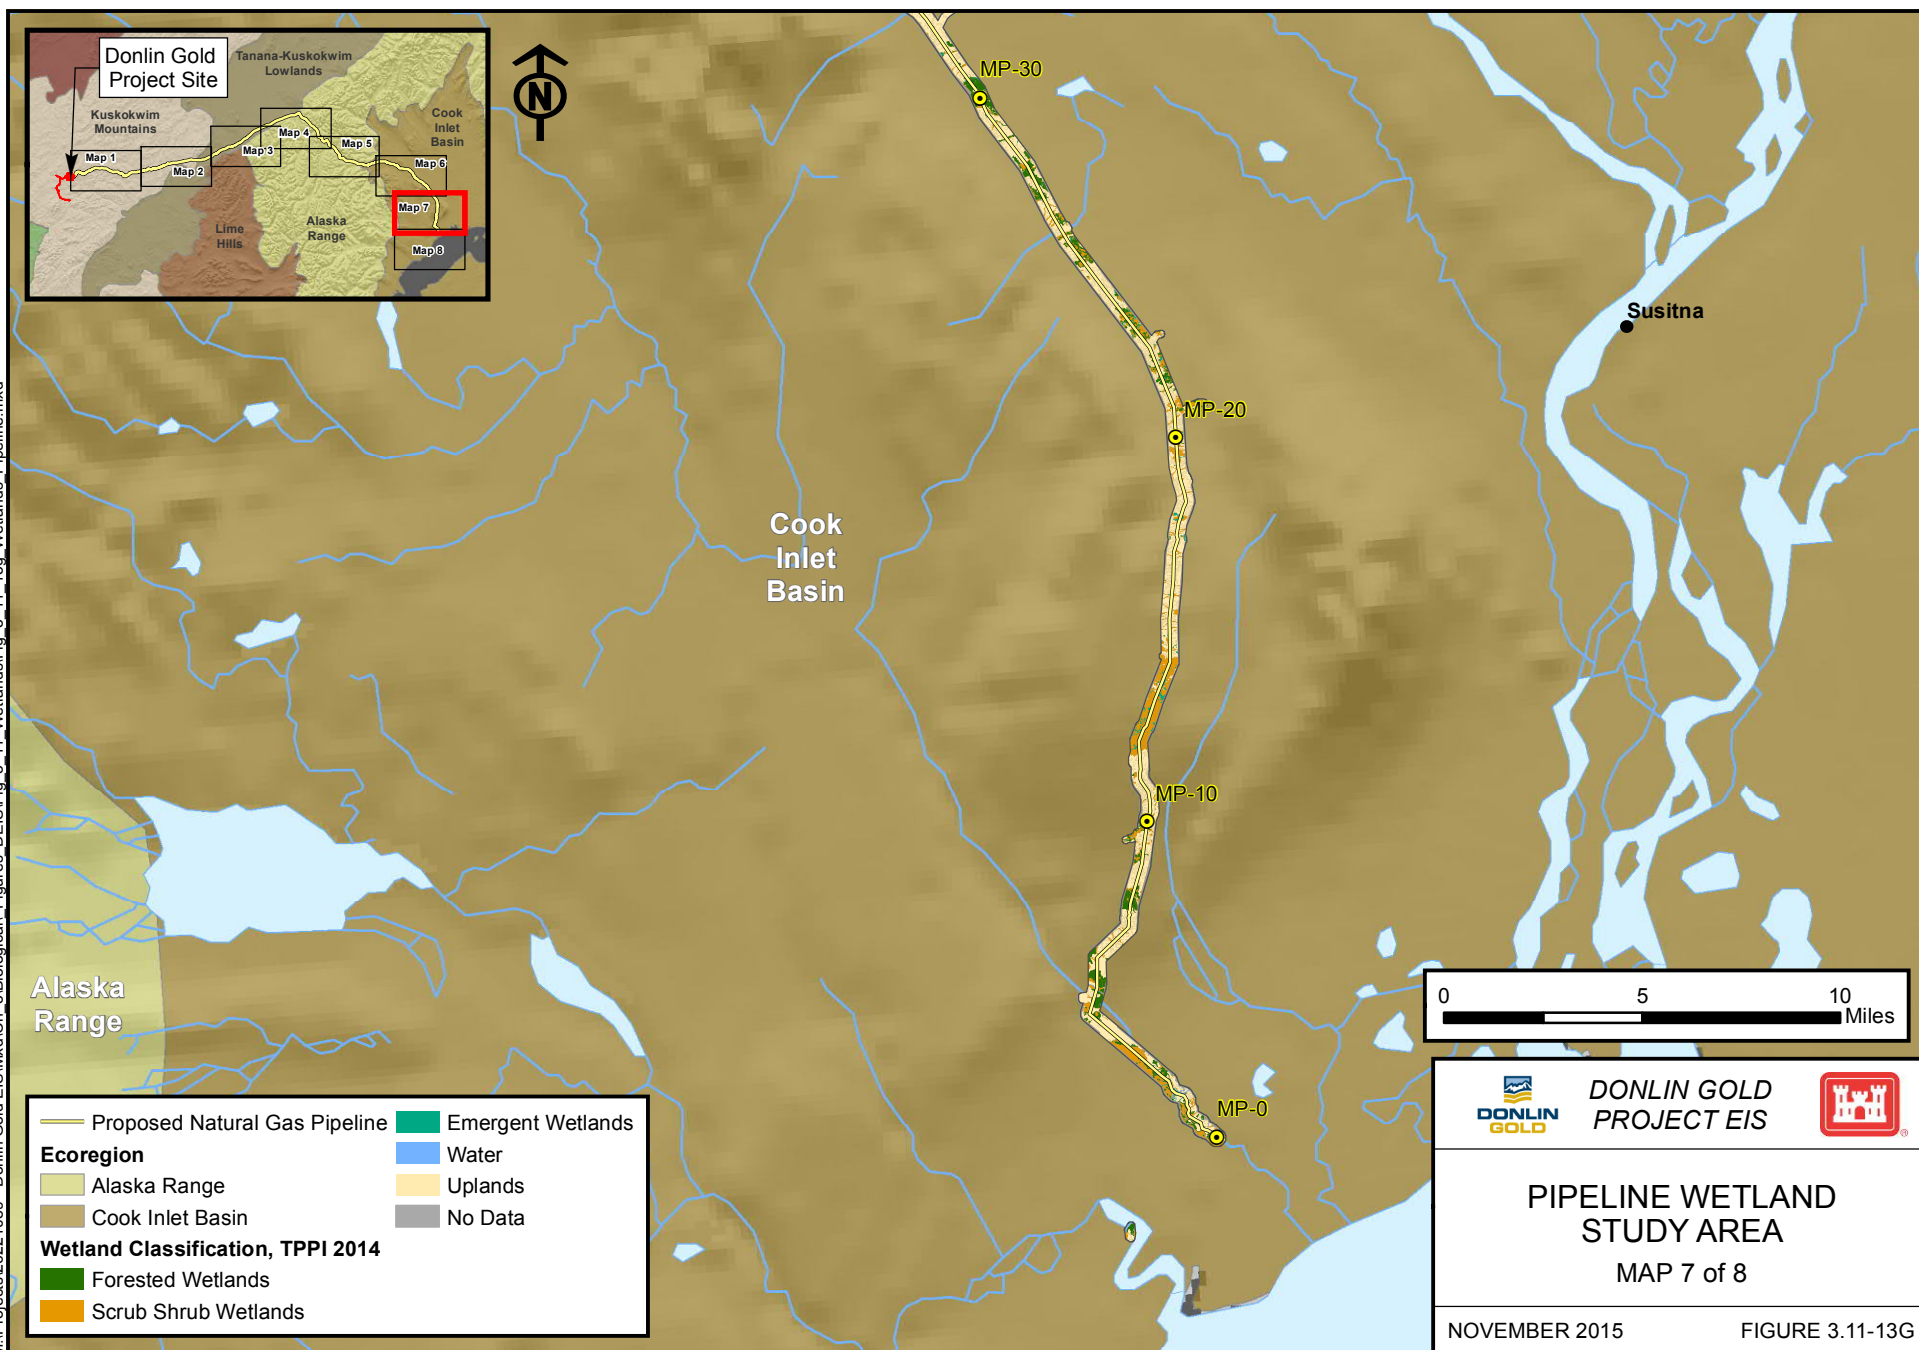 Donlin Gold
Project Site
Tanana-Kuskokwim
Lowlands
Kuskokwim
Mountains
Cook
Inlet
Basin
Map 1
Map 2
Map 3
Map 4
Map 5
Map 6
Map 7
Map 8
Lime
Hills
Alaska
Range
N
MP-30
Susitna
MP-20
Cook
Inlet
Basin
MP-10
Alaska
Range
MP-0
0 5 10
Miles
Proposed Natural Gas Pipeline
Ecoregion
Alaska Range
Cook Inlet Basin
Wetland Classification, TPPI 2014
Forested Wetlands
Scrub Shrub Wetlands
Emergent Wetlands
Water
Uplands
No Data
DONLIN
GOLD
DONLIN GOLD
PROJECT EIS
®
PIPELINE WETLAND
STUDY AREA
MAP 7 of 8
NOVEMBER 2015
FIGURE 3.11-13G